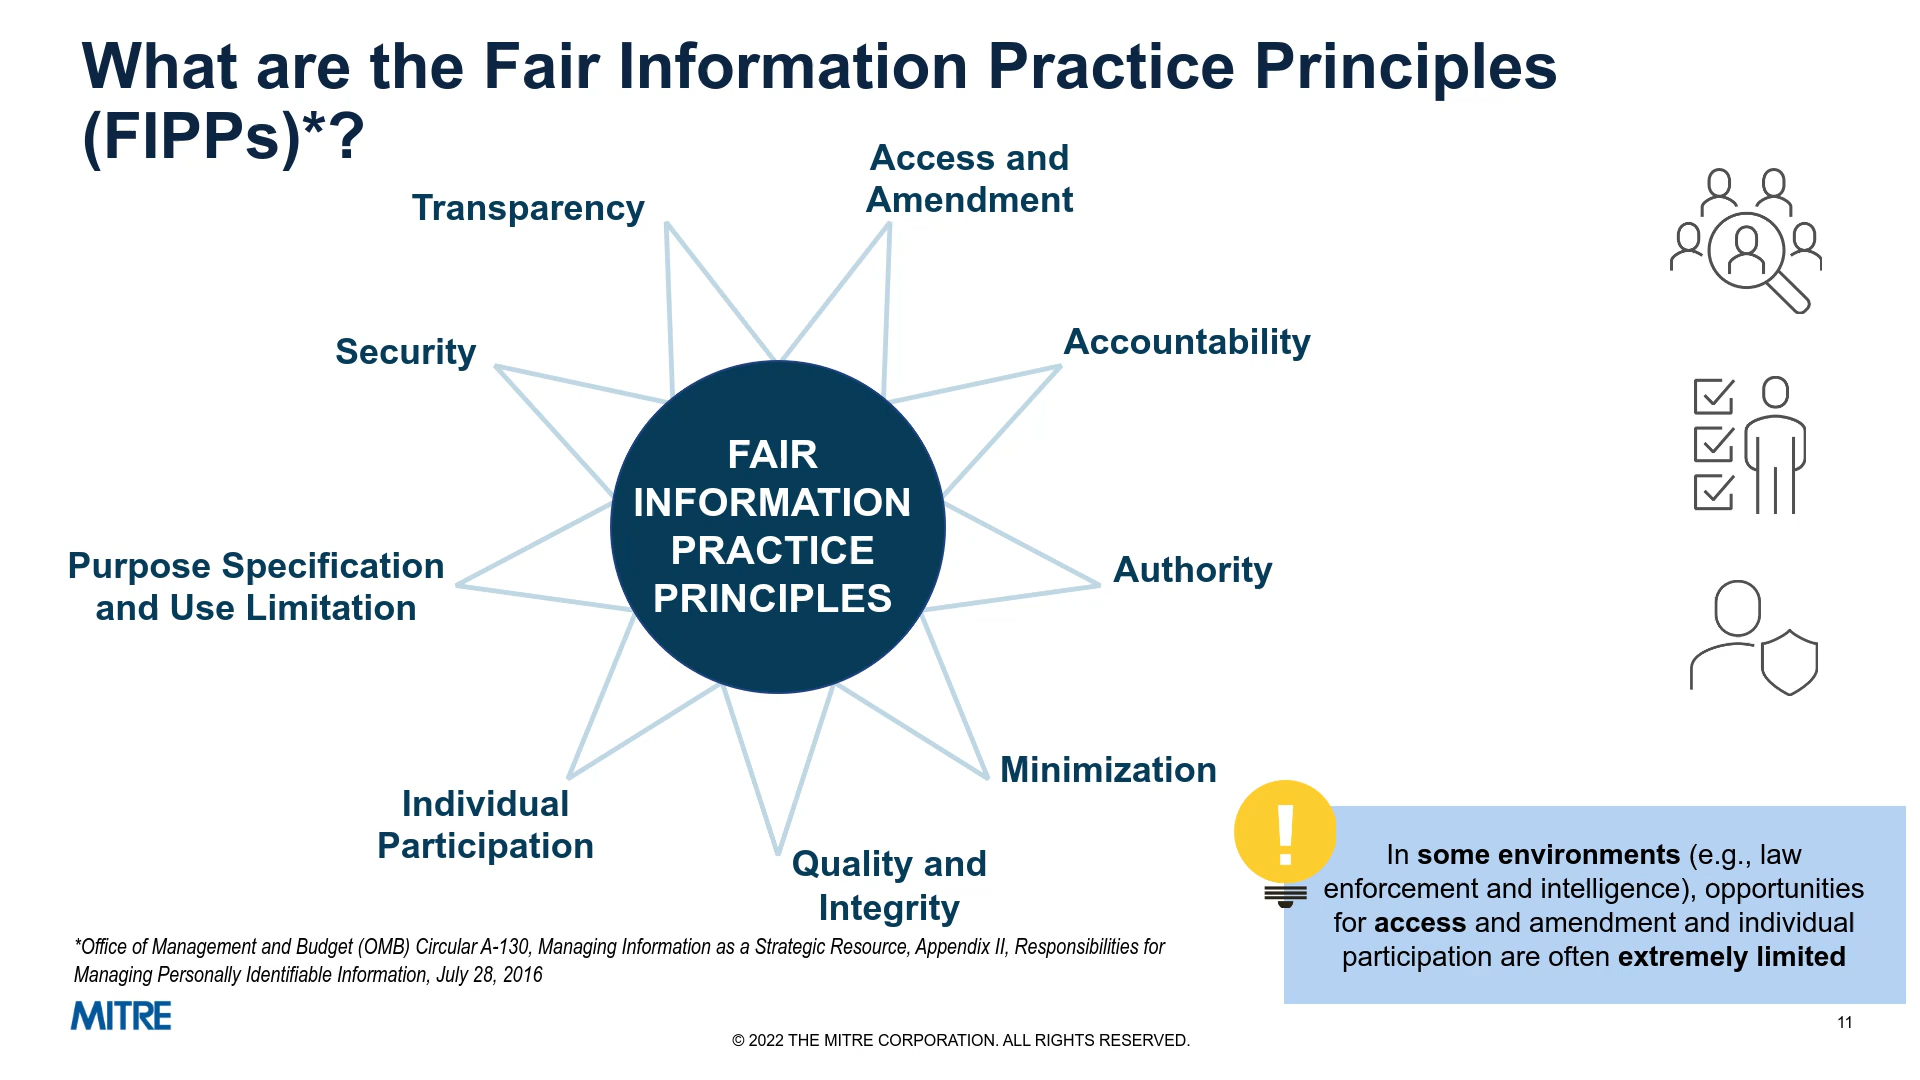 What are the Fair Information Practice Principles
(FIPPs)*?
Access and
Amendment
Transparency
Security
Accountability
FAIR
INFORMATION
PRACTICE
PRINCIPLES
Purpose Specification
and Use Limitation
Authority
Minimization
Individual
Participation
Quality and
Integrity
!
In some environments (e.g., law
enforcement and intelligence), opportunities
for access and amendment and individual
participation are often extremely limited
*Office of Management and Budget (OMB) Circular A-130, Managing Information as a Strategic Resource, Appendix II, Responsibilities for
Managing Personally Identifiable Information, July 28, 2016
MITRE
© 2022 THE MITRE CORPORATION. ALL RIGHTS RESERVED.
11